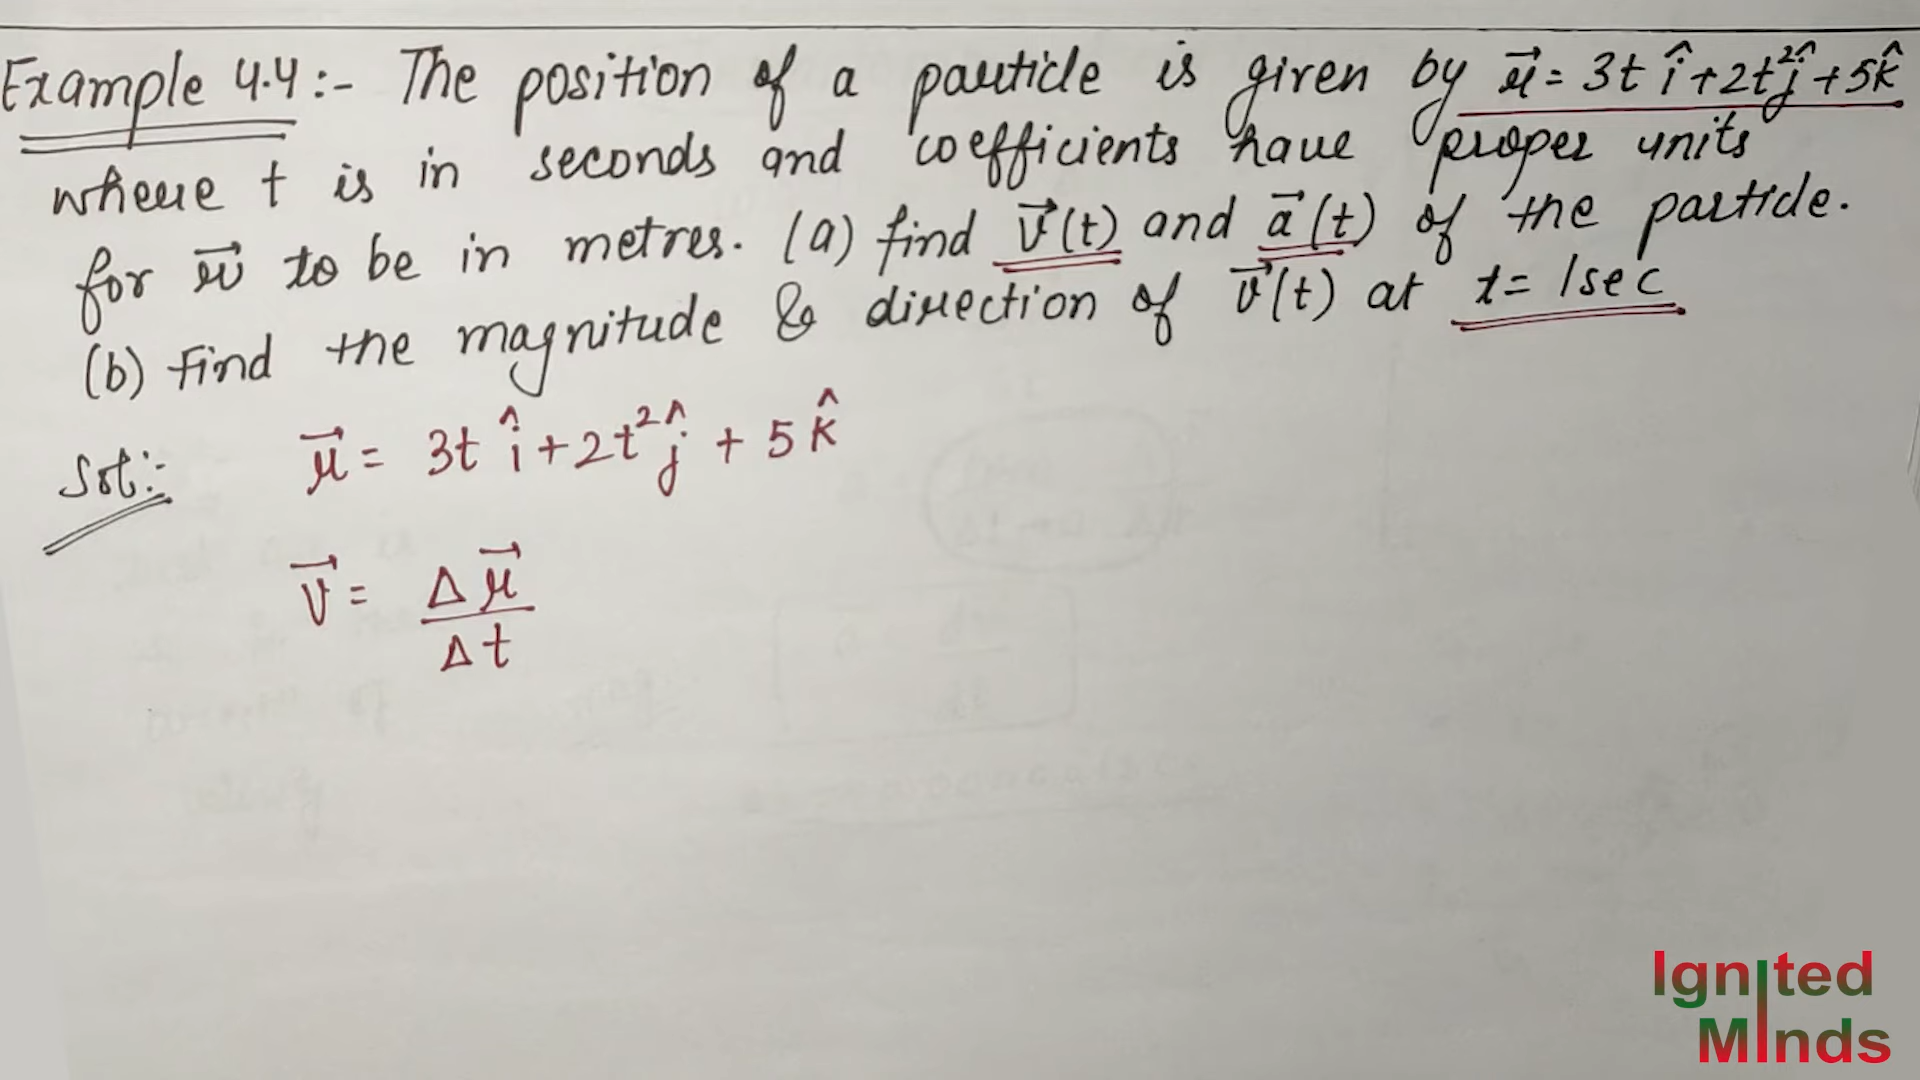 Example 4.4:- The position of a particle is given by r⃗ = 3t î + 2t² ĵ + 5k̂
where t is in seconds and coefficients have proper units
for r⃗ to be in metres. (a) find v⃗(t) and a⃗(t) of the particle.
(b) Find the magnitude & direction of v⃗(t) at t = 1sec
Sol:- r⃗ = 3t î + 2t² ĵ + 5 k̂
v⃗ = Δr⃗ / Δt
Ignited
Minds